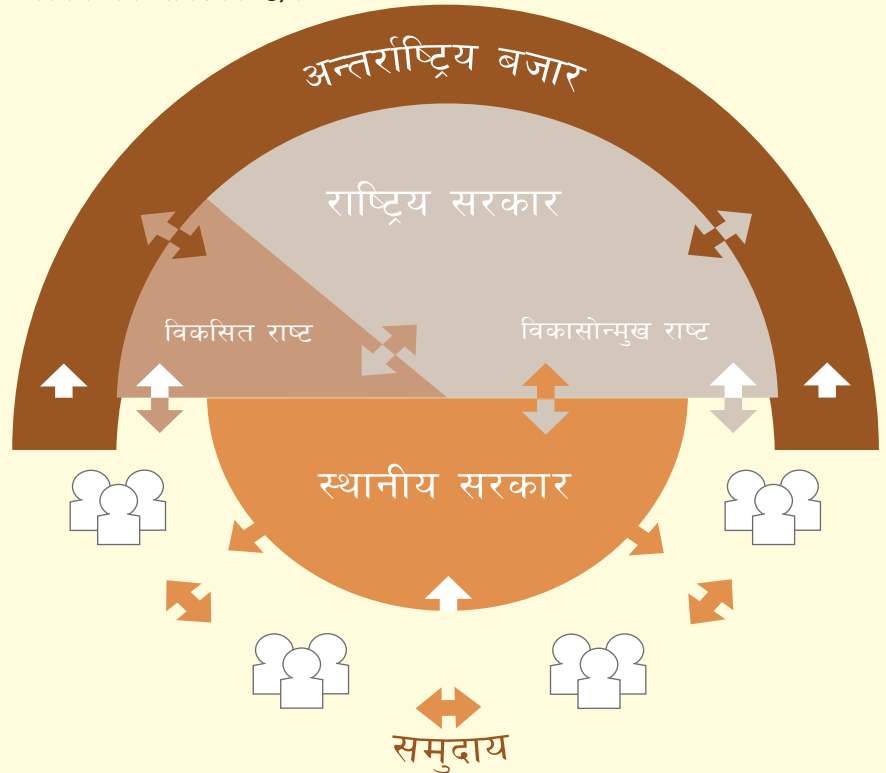 अन्तर्राष्ट्रिय बजार
राष्ट्रिय सरकार
विकसित राष्ट
विकासोन्मुख राष्ट
स्थानीय सरकार
समुदाय